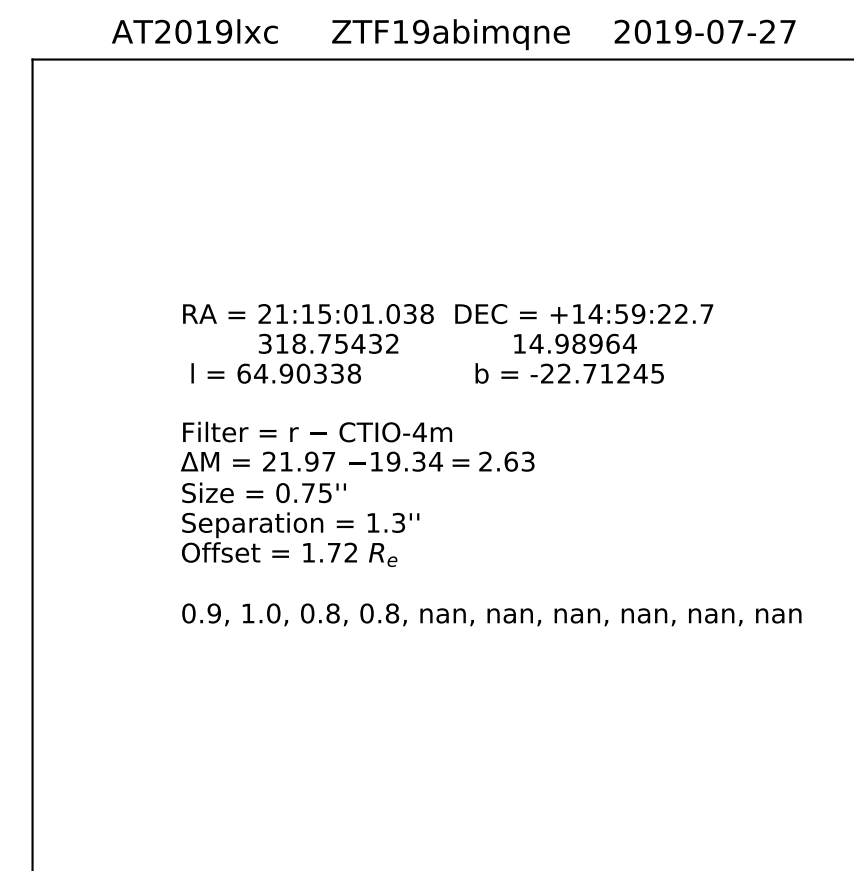 AT2019lxc ZTF19abimqne 2019-07-27
RA = 21:15:01.038 DEC = +14:59:22.7
318.75432 14.98964
l = 64.90338 b = -22.71245
Filter = r − CTIO-4m
ΔM = 21.97 −19.34 = 2.63
Size = 0.75''
Separation = 1.3''
Offset = 1.72 Rₑ
0.9, 1.0, 0.8, 0.8, nan, nan, nan, nan, nan, nan